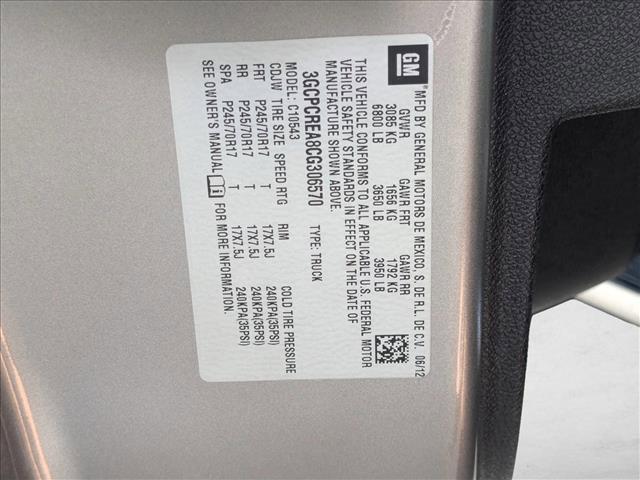 GM
MFD BY GENERAL MOTORS DE MEXICO, S. DE R.L. DE C.V. 06/12
GVWR GAWR FRT GAWR RR
3085 KG 1656 KG 1792 KG
6800 LB 3650 LB 3950 LB
THIS VEHICLE CONFORMS TO ALL APPLICABLE U.S. FEDERAL MOTOR
VEHICLE SAFETY STANDARDS IN EFFECT ON THE DATE OF
MANUFACTURE SHOWN ABOVE.
3GCPCREA8CG306570 TYPE: TRUCK
MODEL: C10543
CDJW TIRE SIZE SPEED RTG RIM COLD TIRE PRESSURE
FRT P245/70R17 T 17X7.5J 240KPA(35PSI)
RR P245/70R17 T 17X7.5J 240KPA(35PSI)
SPA P245/70R17 T 17X7.5J 240KPA(35PSI)
SEE OWNER'S MANUAL FOR MORE INFORMATION.